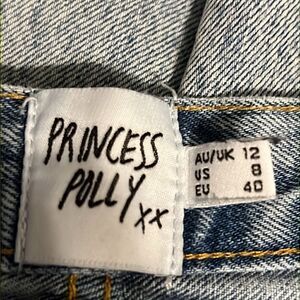 PRINCESS
POLLY xx
AU/UK 12
US 8
EU 40